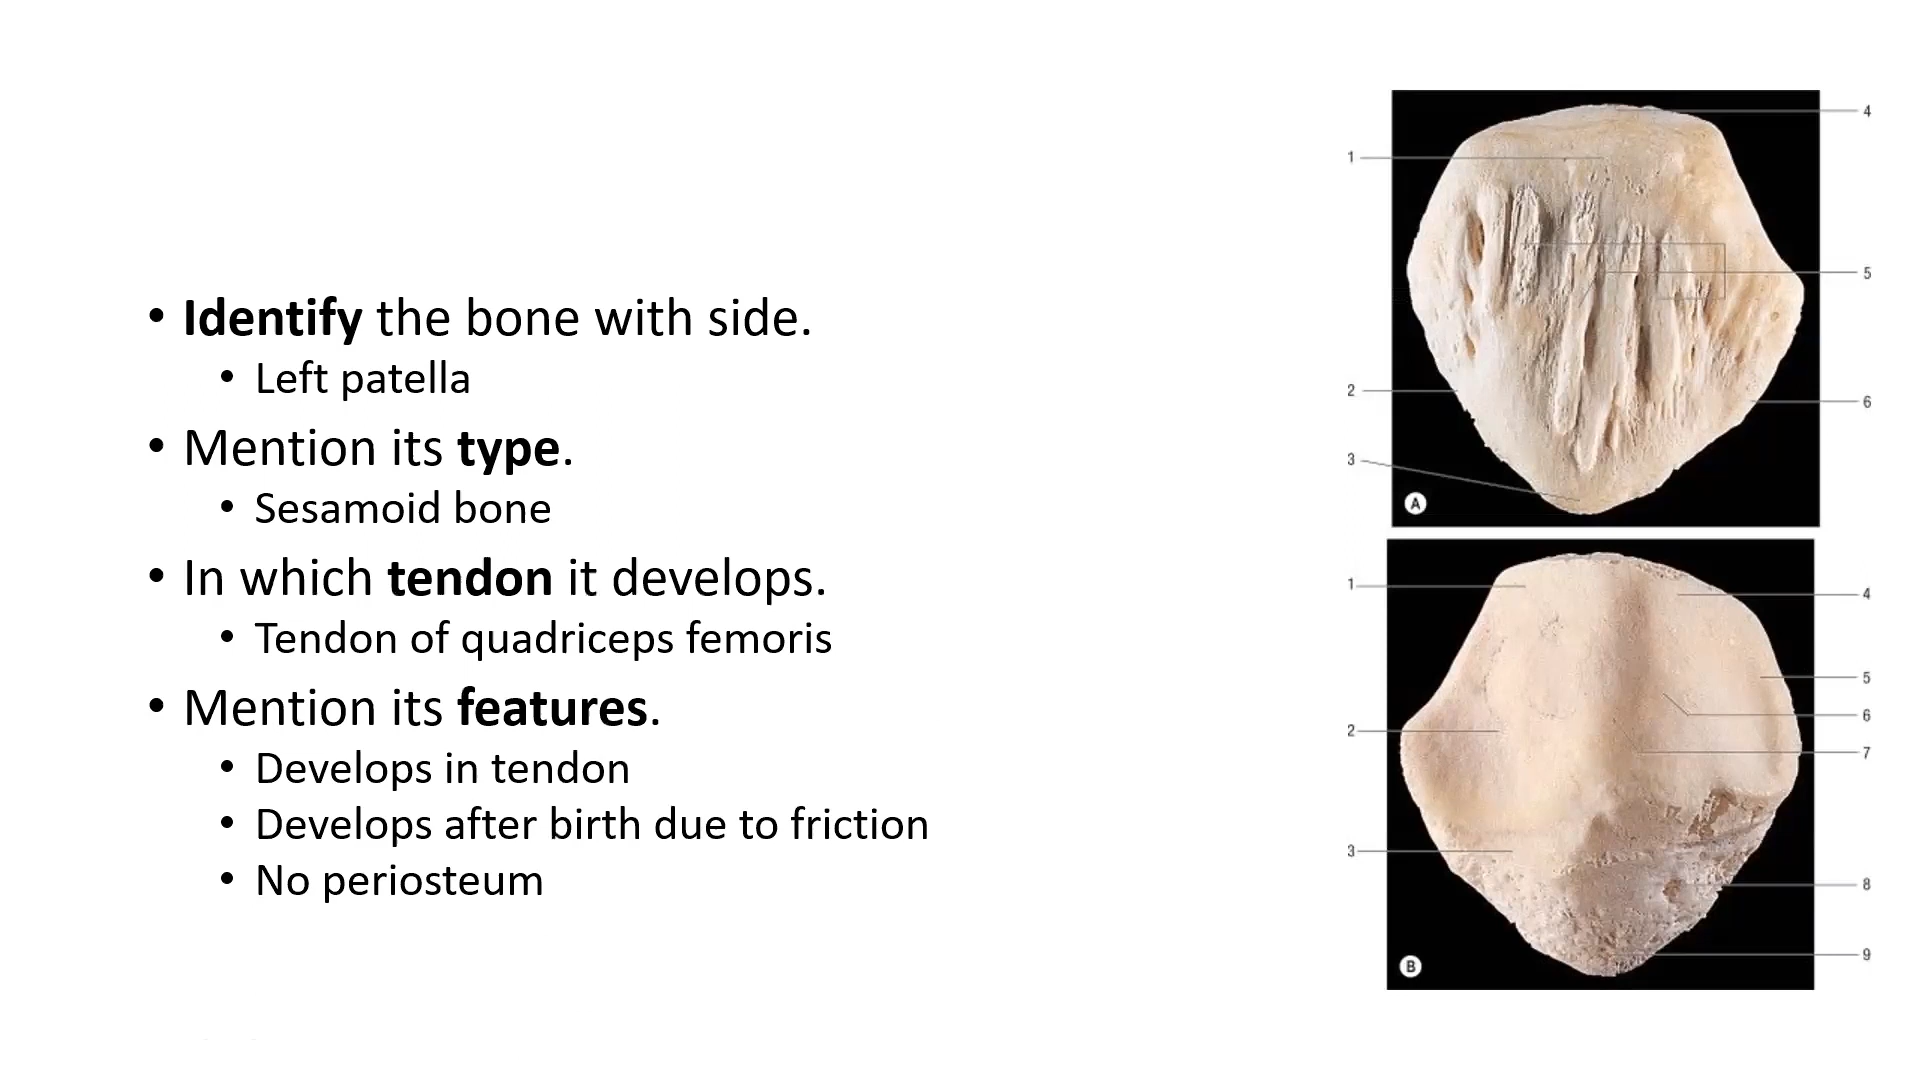 • Identify the bone with side.
• Left patella
• Mention its type.
• Sesamoid bone
• In which tendon it develops.
• Tendon of quadriceps femoris
• Mention its features.
• Develops in tendon
• Develops after birth due to friction
• No periosteum
4
1
5
2
6
3
A
1
4
5
6
2
7
3
8
9
B